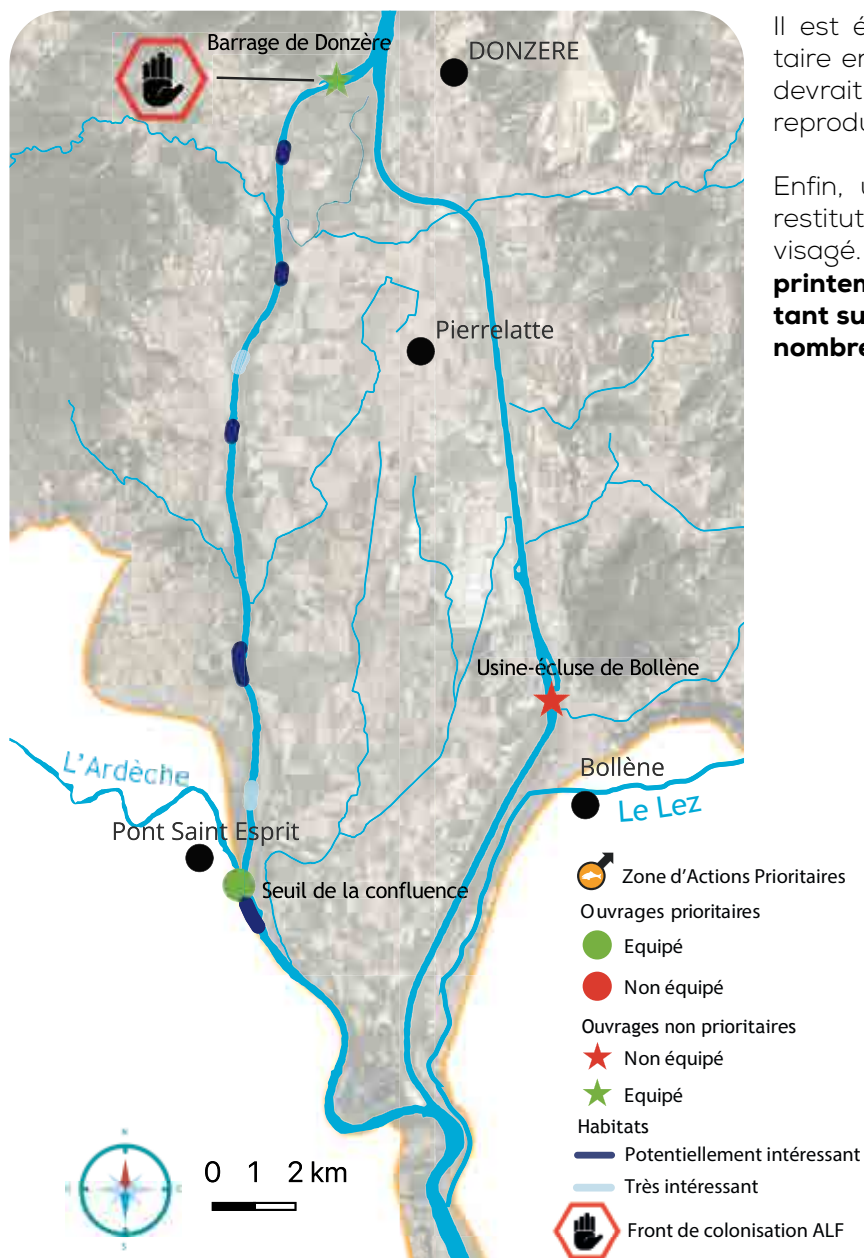 Barrage de Donzère
DONZERE
Pierrelatte
Usine-écluse de Bollène
L'Ardèche
Bollène
Le Lez
Pont Saint Esprit
Seuil de la confluence
Zone d'Actions Prioritaires
Ouvrages prioritaires
Equipé
Non équipé
Ouvrages non prioritaires
Non équipé
Equipé
Habitats
Potentiellement intéressant
Très intéressant
Front de colonisation ALF
N
S
0 1 2 km
Il est é
taire er
devrait
reprodu
Enfin, u
restitut
visagé.
printem
tant su
nombre